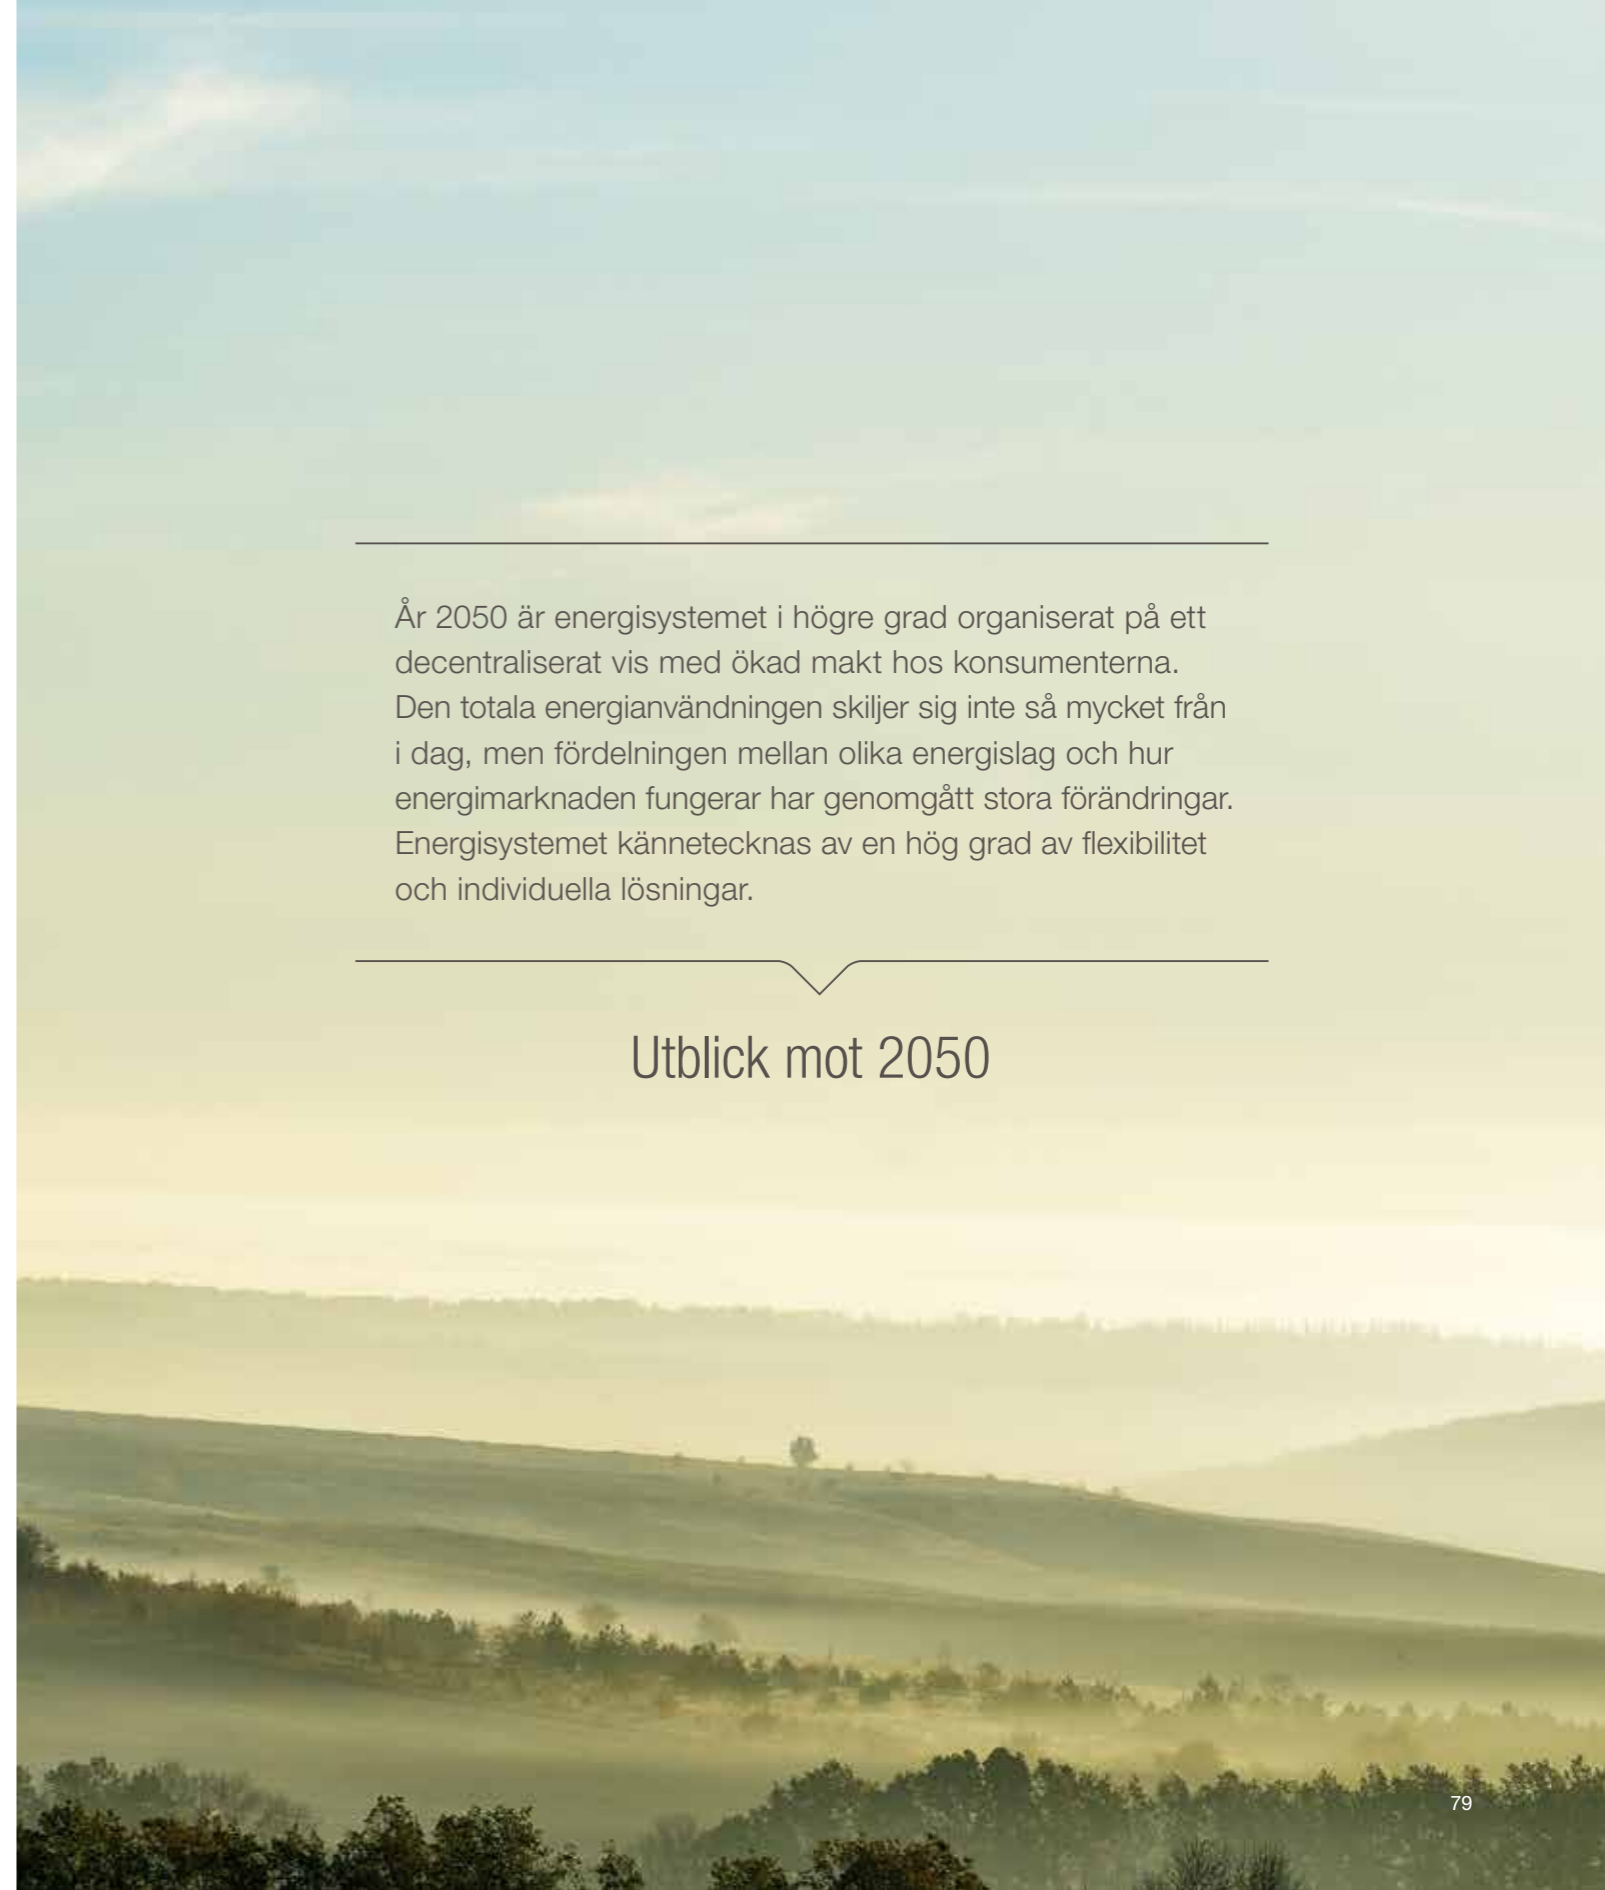 År 2050 är energisystemet i högre grad organiserat på ett
decentraliserat vis med ökad makt hos konsumenterna.
Den totala energianvändningen skiljer sig inte så mycket från
i dag, men fördelningen mellan olika energislag och hur
energimarknaden fungerar har genomgått stora förändringar.
Energisystemet kännetecknas av en hög grad av flexibilitet
och individuella lösningar.
Utblick mot 2050
79